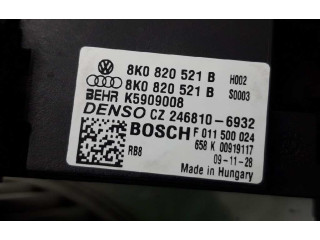 8K0 820 521 B H002
8K0 820 521 B S0003
BEHR K5909008
DENSO CZ 246810-6932
BOSCH F 011 500 024
658 K 00919117
RB8 09-11-28
Made in Hungary